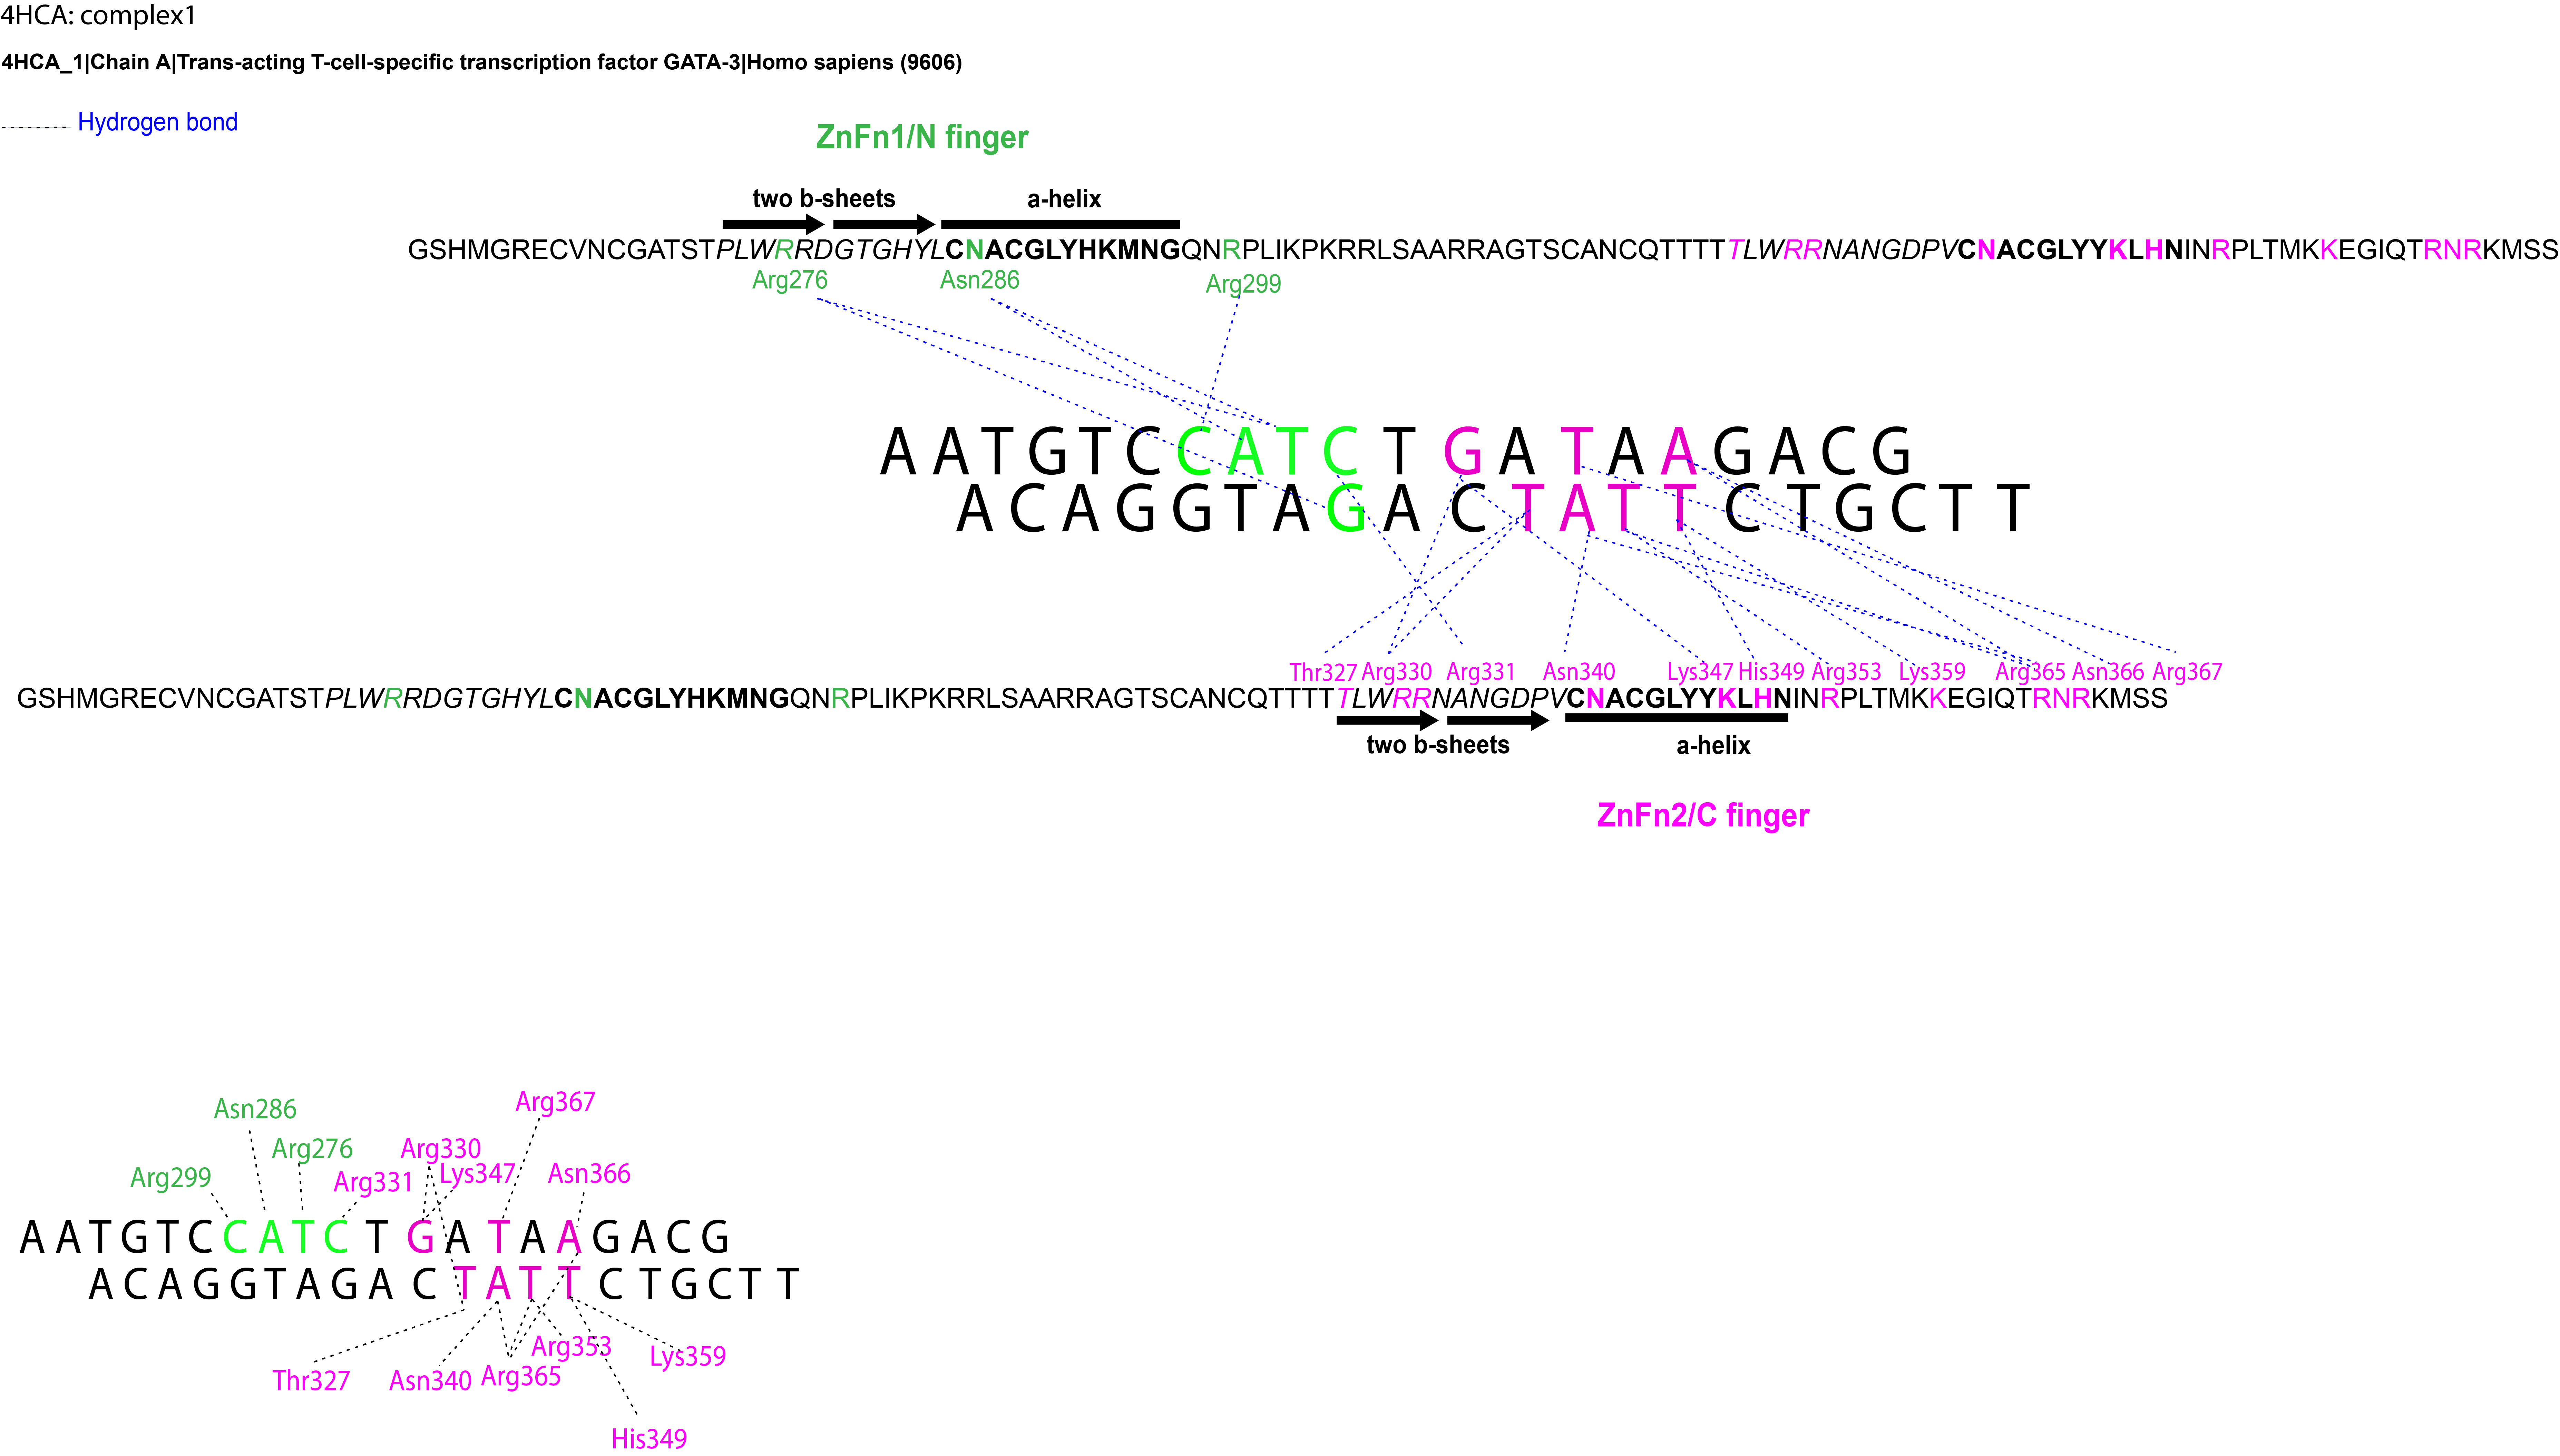 4HCA: complex1
4HCA_1|Chain A|Trans-acting T-cell-specific transcription factor GATA-3|Homo sapiens (9606)
Hydrogen bond
ZnFn1/N finger
two b-sheets a-helix
GSHMGRECVNCGATSTPLWRRDGTGHYLCNACGLYHKMNGQNRPLIKPKRRLSAARRAGTSCANCQTTTTTLWRRNANGDPVCNACGLYYKLHNINRPLTMKKEGIQTRNRKMSS
Arg276 Asn286 Arg299
A A T G T C C A T C T G A T A A G A C G
A C A G G T A G A C T A T T C T G C T T
Thr327 Arg330 Arg331 Asn340 Lys347 His349 Arg353 Lys359 Arg365 Asn366 Arg367
GSHMGRECVNCGATSTPLWRRDGTGHYLCNACGLYHKMNGQNRPLIKPKRRLSAARRAGTSCANCQTTTTTLWRRNANGDPVCNACGLYYKLHNINRPLTMKKEGIQTRNRKMSS
two b-sheets a-helix
ZnFn2/C finger
Arg367
Asn286
Arg276 Arg330
Arg299 Arg331 Lys347 Asn366
A A T G T C C A T C T G A T A A G A C G
A C A G G T A G A C T A T T C T G C T T
Arg353 Lys359
Thr327 Asn340 Arg365
His349